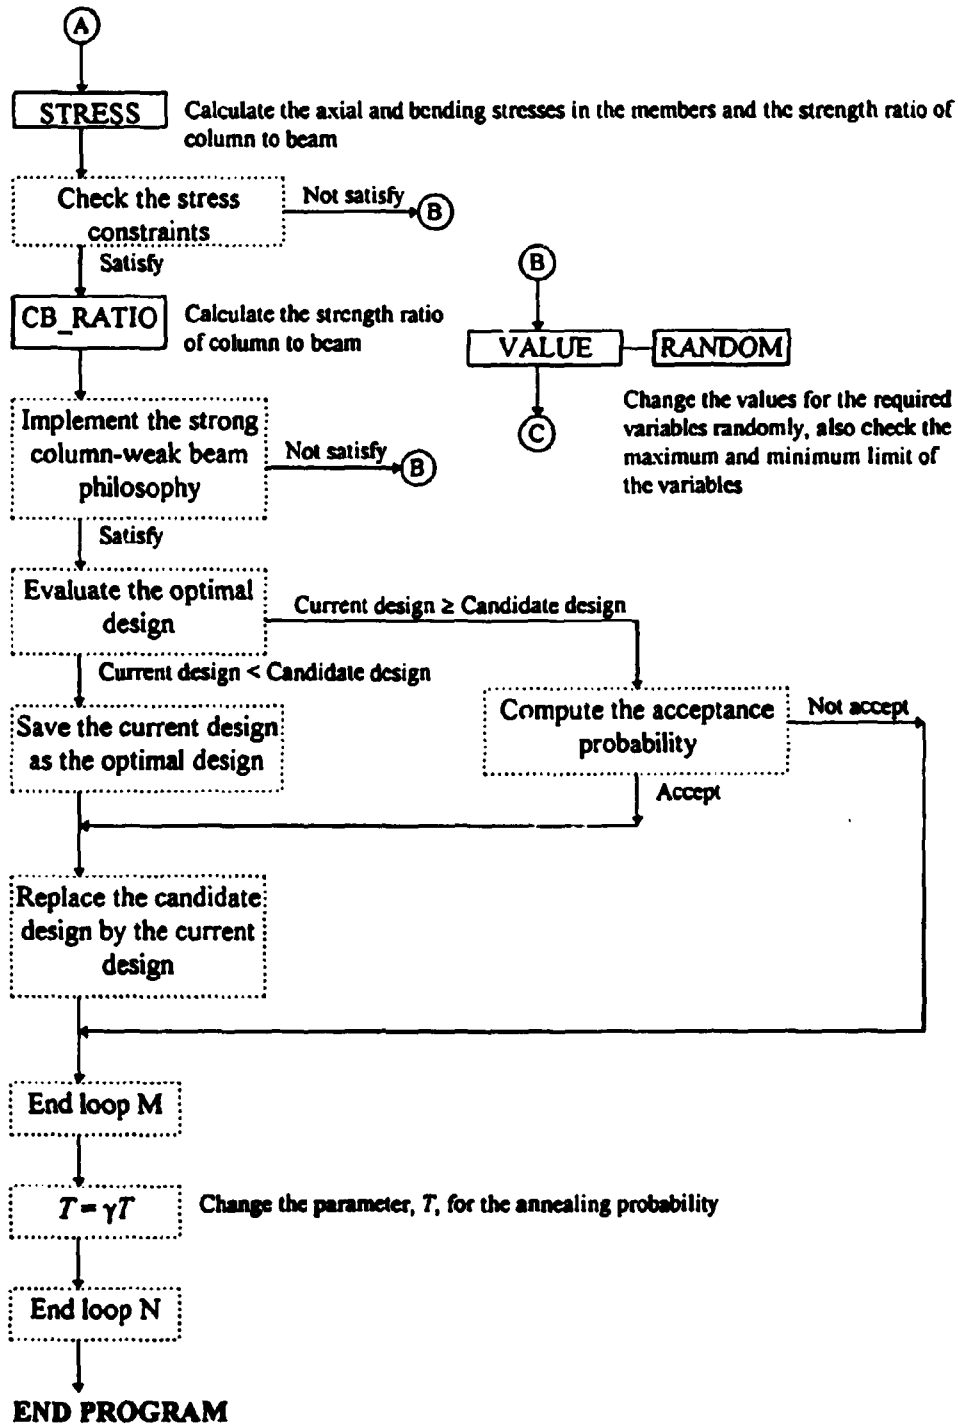 A
STRESS
Calculate the axial and bending stresses in the members and the strength ratio of
column to beam
Check the stress
constraints
Not satisfy
B
Satisfy
CB_RATIO
Calculate the strength ratio
of column to beam
B
VALUE
RANDOM
C
Change the values for the required
variables randomly, also check the
maximum and minimum limit of
the variables
Implement the strong
column-weak beam
philosophy
Not satisfy
B
Satisfy
Evaluate the optimal
design
Current design ≥ Candidate design
Current design < Candidate design
Save the current design
as the optimal design
Compute the acceptance
probability
Not accept
Accept
Replace the candidate
design by the current
design
End loop M
T = γT
Change the parameter, T, for the annealing probability
End loop N
END PROGRAM